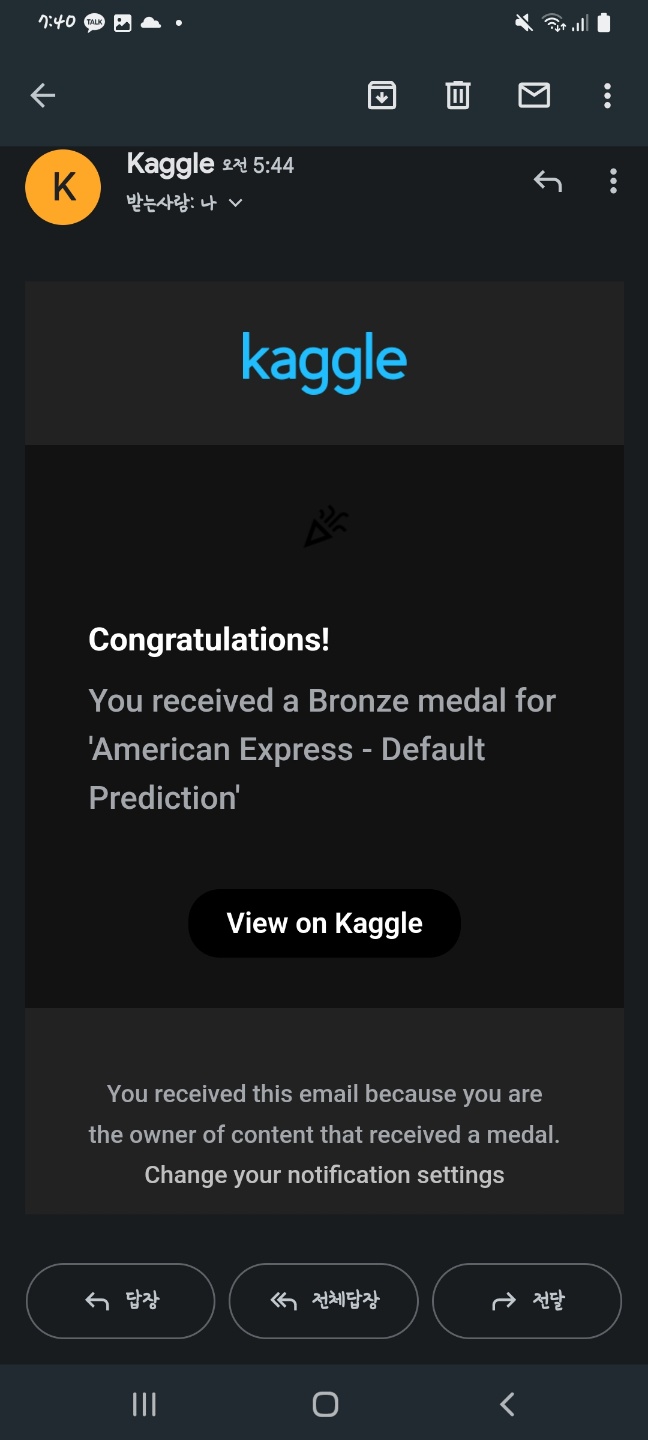 7:40 TALK
Kaggle 오전 5:44
K
받는사람: 나
kaggle
Congratulations!
You received a Bronze medal for
'American Express - Default
Prediction'
View on Kaggle
You received this email because you are
the owner of content that received a medal.
Change your notification settings
답장 전체답장 전달